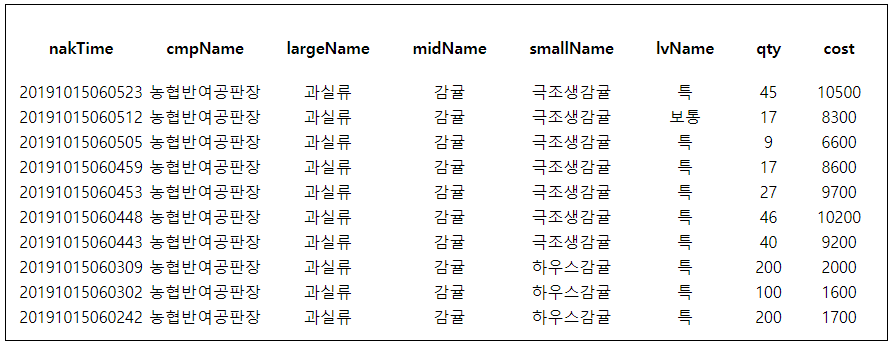 nakTime cmpName largeName midName smallName lvName qty cost
20191015060523 농협반여공판장 과실류 감귤 극조생감귤 특 45 10500
20191015060512 농협반여공판장 과실류 감귤 극조생감귤 보통 17 8300
20191015060505 농협반여공판장 과실류 감귤 극조생감귤 특 9 6600
20191015060459 농협반여공판장 과실류 감귤 극조생감귤 특 17 8600
20191015060453 농협반여공판장 과실류 감귤 극조생감귤 특 27 9700
20191015060448 농협반여공판장 과실류 감귤 극조생감귤 특 46 10200
20191015060443 농협반여공판장 과실류 감귤 극조생감귤 특 40 9200
20191015060309 농협반여공판장 과실류 감귤 하우스감귤 특 200 2000
20191015060302 농협반여공판장 과실류 감귤 하우스감귤 특 100 1600
20191015060242 농협반여공판장 과실류 감귤 하우스감귤 특 200 1700